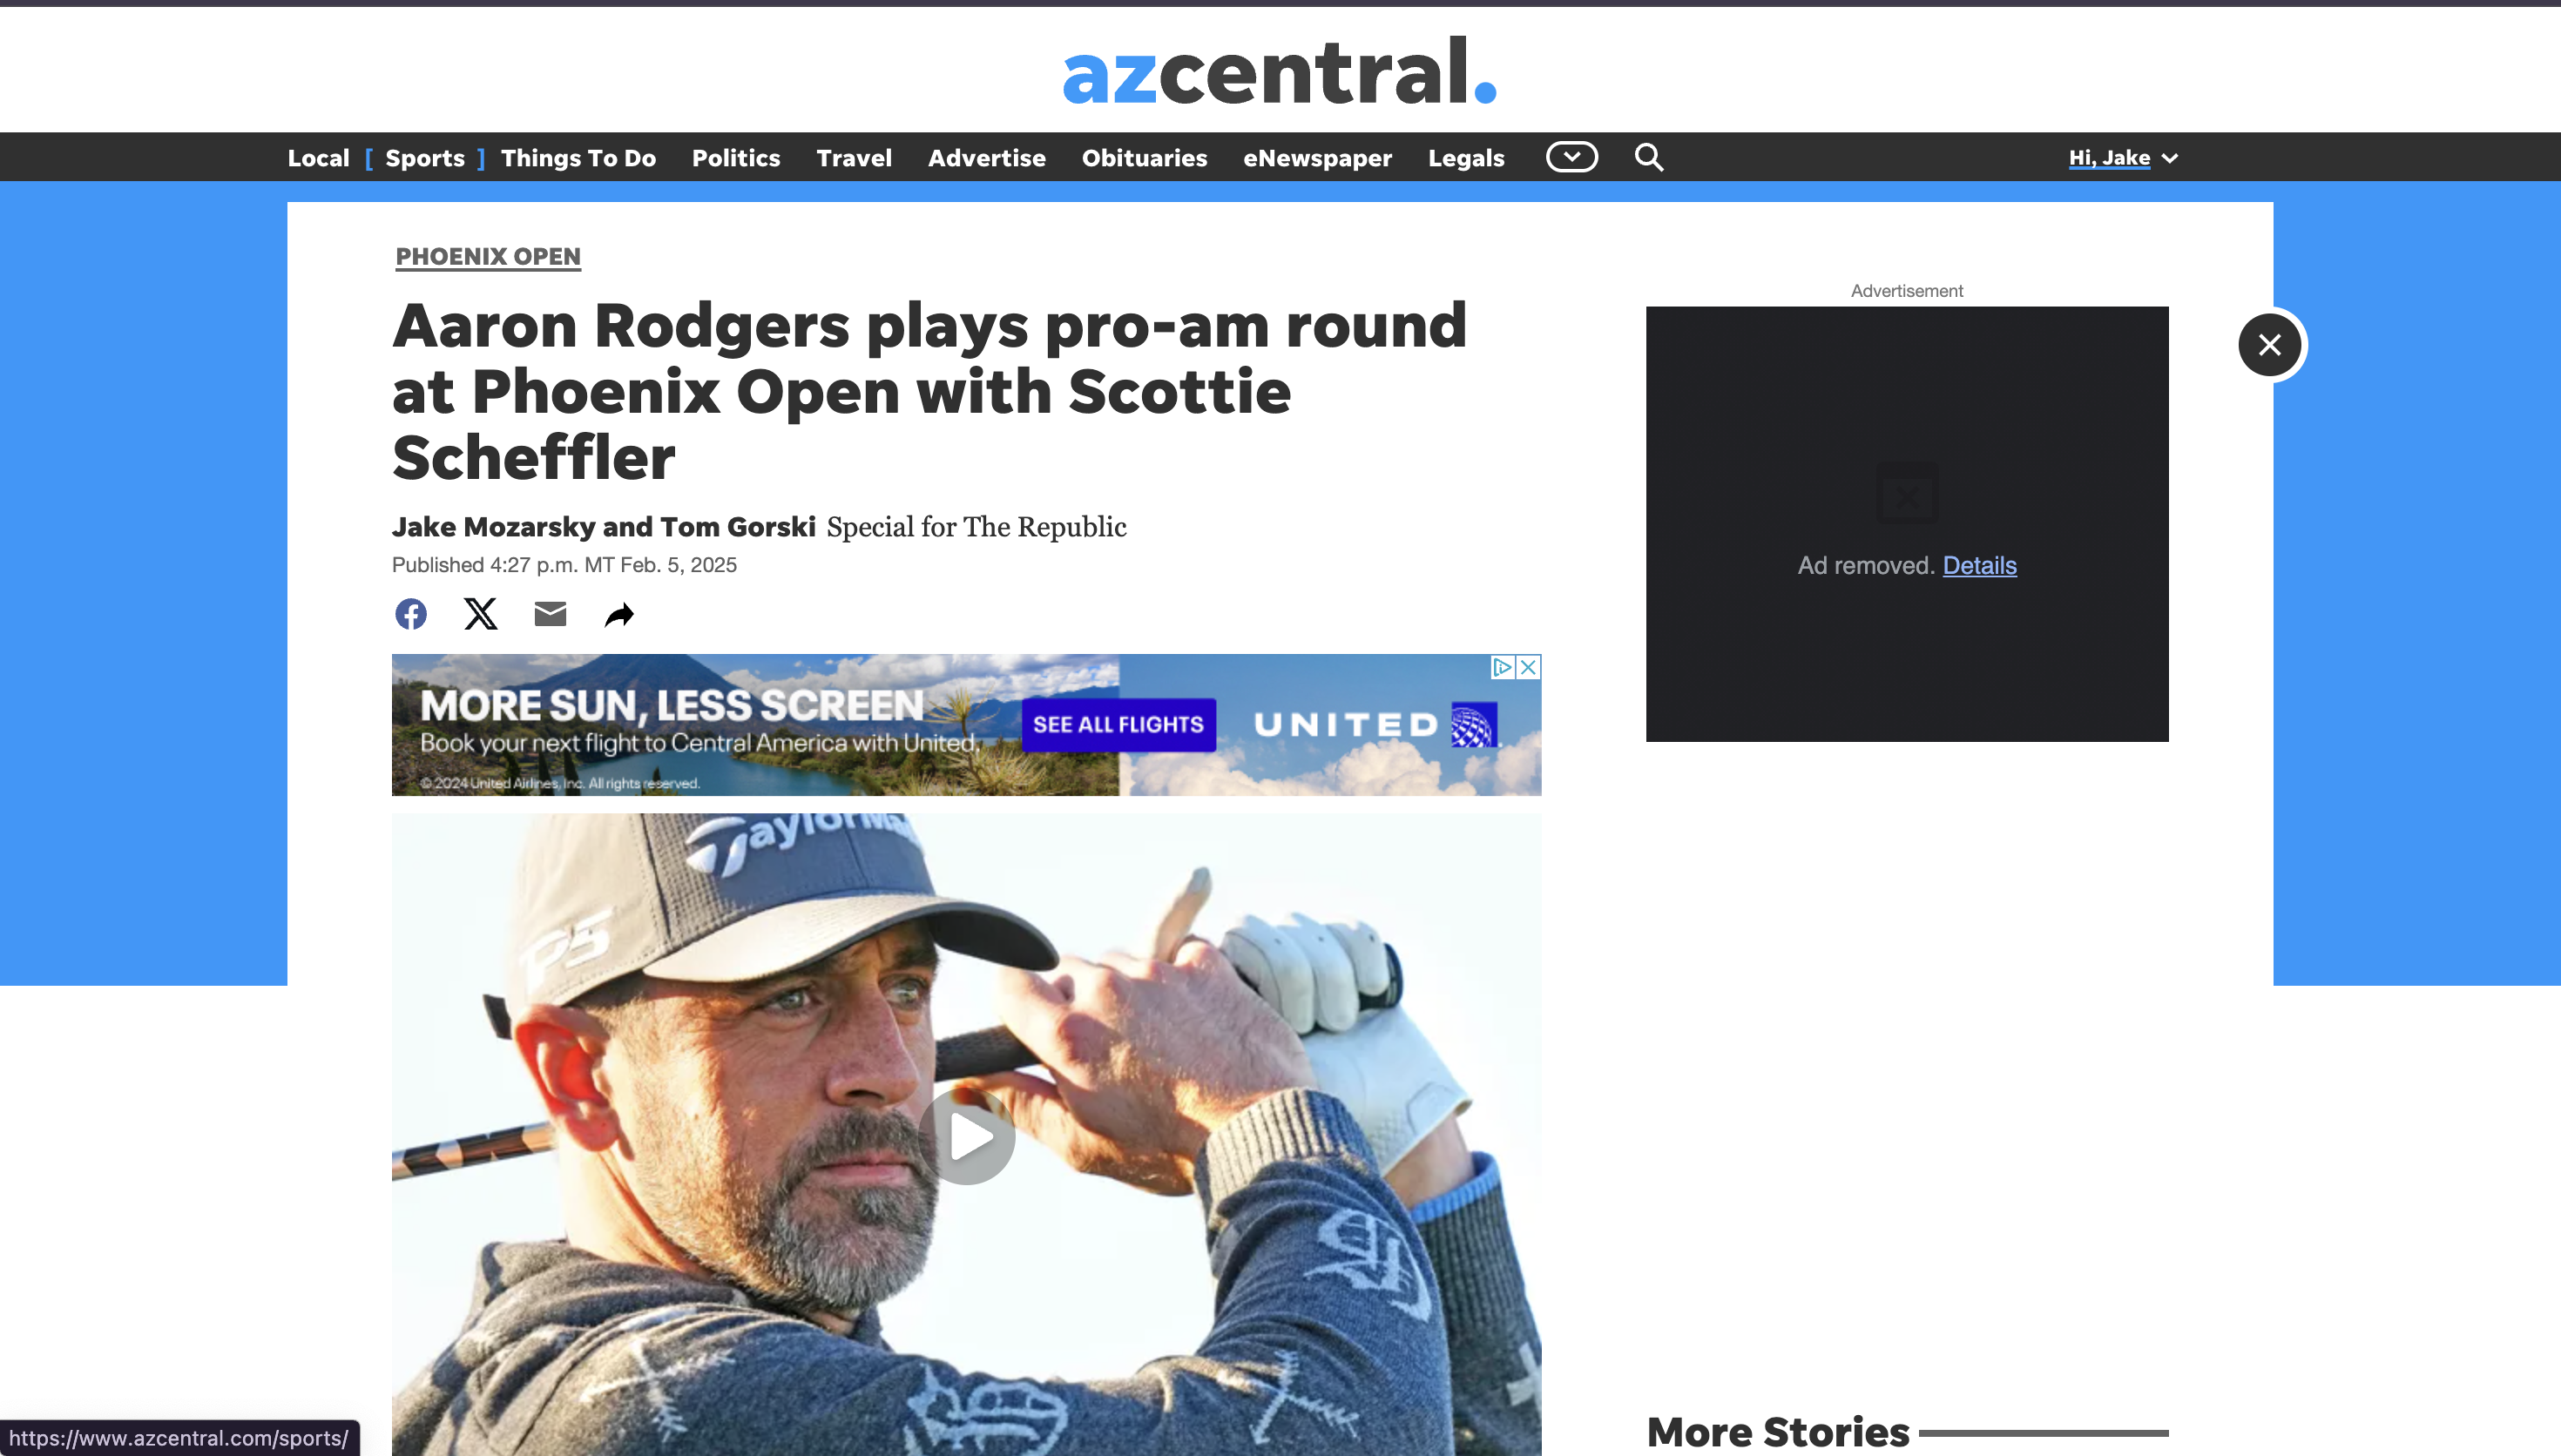 azcentral.
Local [ Sports ] Things To Do Politics Travel Advertise Obituaries eNewspaper Legals
Hi, Jake
PHOENIX OPEN
Aaron Rodgers plays pro-am round
at Phoenix Open with Scottie
Scheffler
Jake Mozarsky and Tom Gorski Special for The Republic
Published 4:27 p.m. MT Feb. 5, 2025
Advertisement
Ad removed. Details
MORE SUN, LESS SCREEN
Book your next flight to Central America with United.
© 2024 United Airlines, Inc. All rights reserved.
SEE ALL FLIGHTS
UNITED
TP5
More Stories
https://www.azcentral.com/sports/